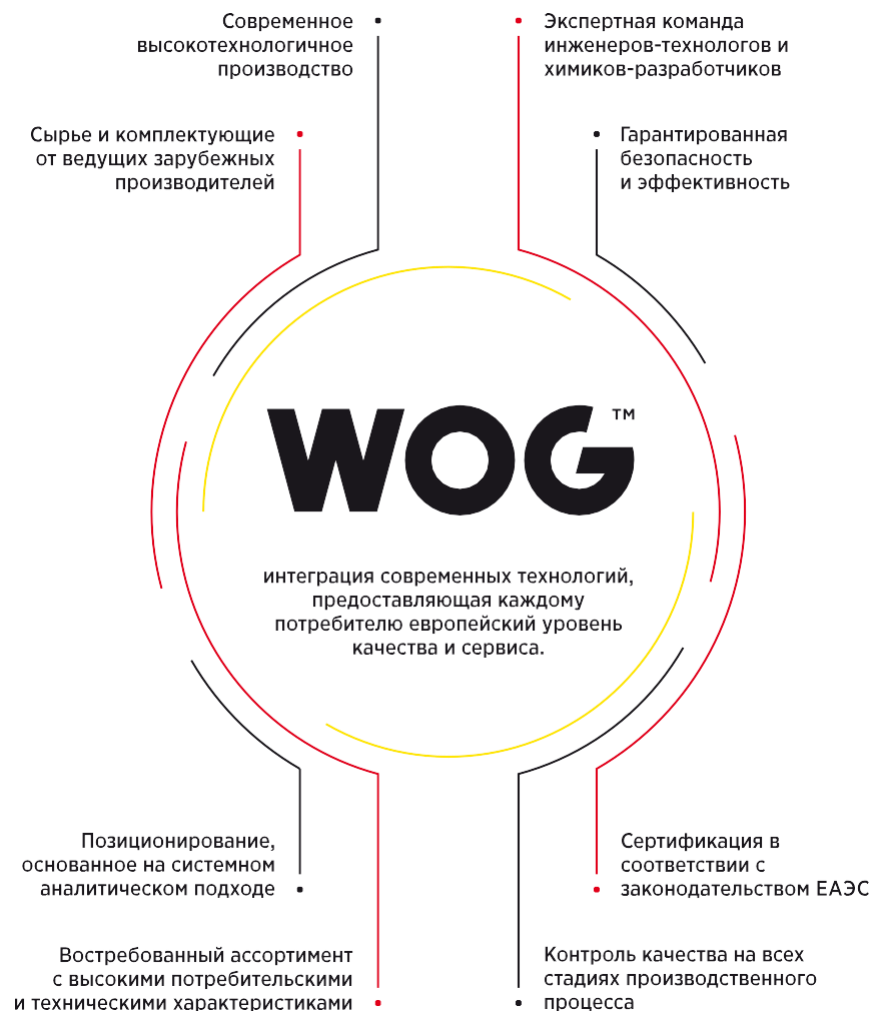 Современное
высокотехнологичное
производство
Экспертная команда
инженеров-технологов и
химиков-разработчиков
Сырье и комплектующие
от ведущих зарубежных
производителей
Гарантированная
безопасность
и эффективность
WOG™
интеграция современных технологий,
предоставляющая каждому
потребителю европейский уровень
качества и сервиса.
Позиционирование,
основанное на системном
аналитическом подходе
Сертификация в
соответствии с
законодательством ЕАЭС
Востребованный ассортимент
с высокими потребительскими
и техническими характеристиками
Контроль качества на всех
стадиях производственного
процесса